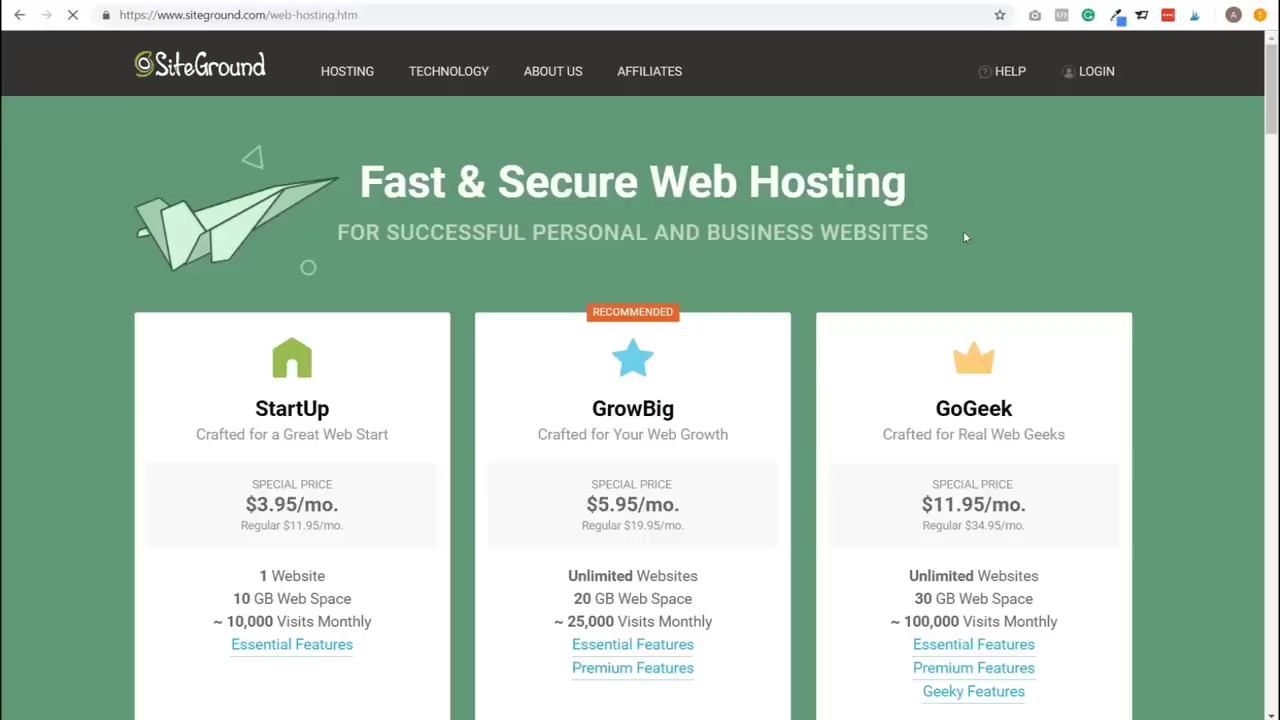 https://www.siteground.com/web-hosting.htm
A
SiteGround
HOSTING
TECHNOLOGY
ABOUT US
AFFILIATES
HELP
LOGIN
Fast & Secure Web Hosting
FOR SUCCESSFUL PERSONAL AND BUSINESS WEBSITES
StartUp
Crafted for a Great Web Start
SPECIAL PRICE
$3.95/mo.
Regular $11.95/mo.
1 Website
10 GB Web Space
~ 10,000 Visits Monthly
Essential Features
RECOMMENDED
GrowBig
Crafted for Your Web Growth
SPECIAL PRICE
$5.95/mo.
Regular $19.95/mo.
Unlimited Websites
20 GB Web Space
~ 25,000 Visits Monthly
Essential Features
Premium Features
GoGeek
Crafted for Real Web Geeks
SPECIAL PRICE
$11.95/mo.
Regular $34.95/mo.
Unlimited Websites
30 GB Web Space
~ 100,000 Visits Monthly
Essential Features
Premium Features
Geeky Features